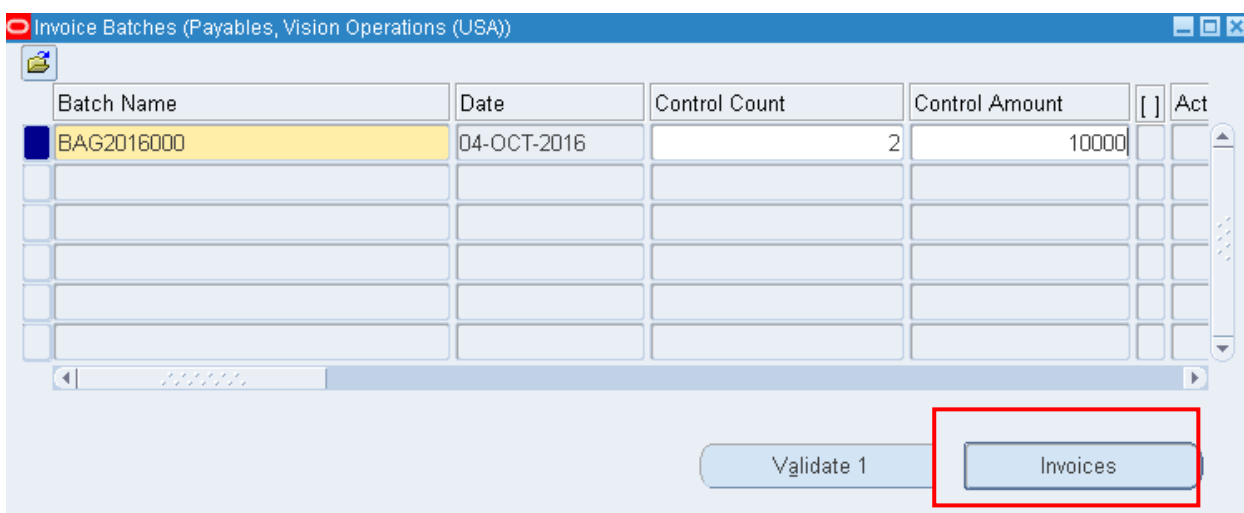 Invoice Batches (Payables, Vision Operations (USA))
Batch Name Date Control Count Control Amount [ ] Act
BAG2016000 04-OCT-2016 2 10000
Validate 1 Invoices